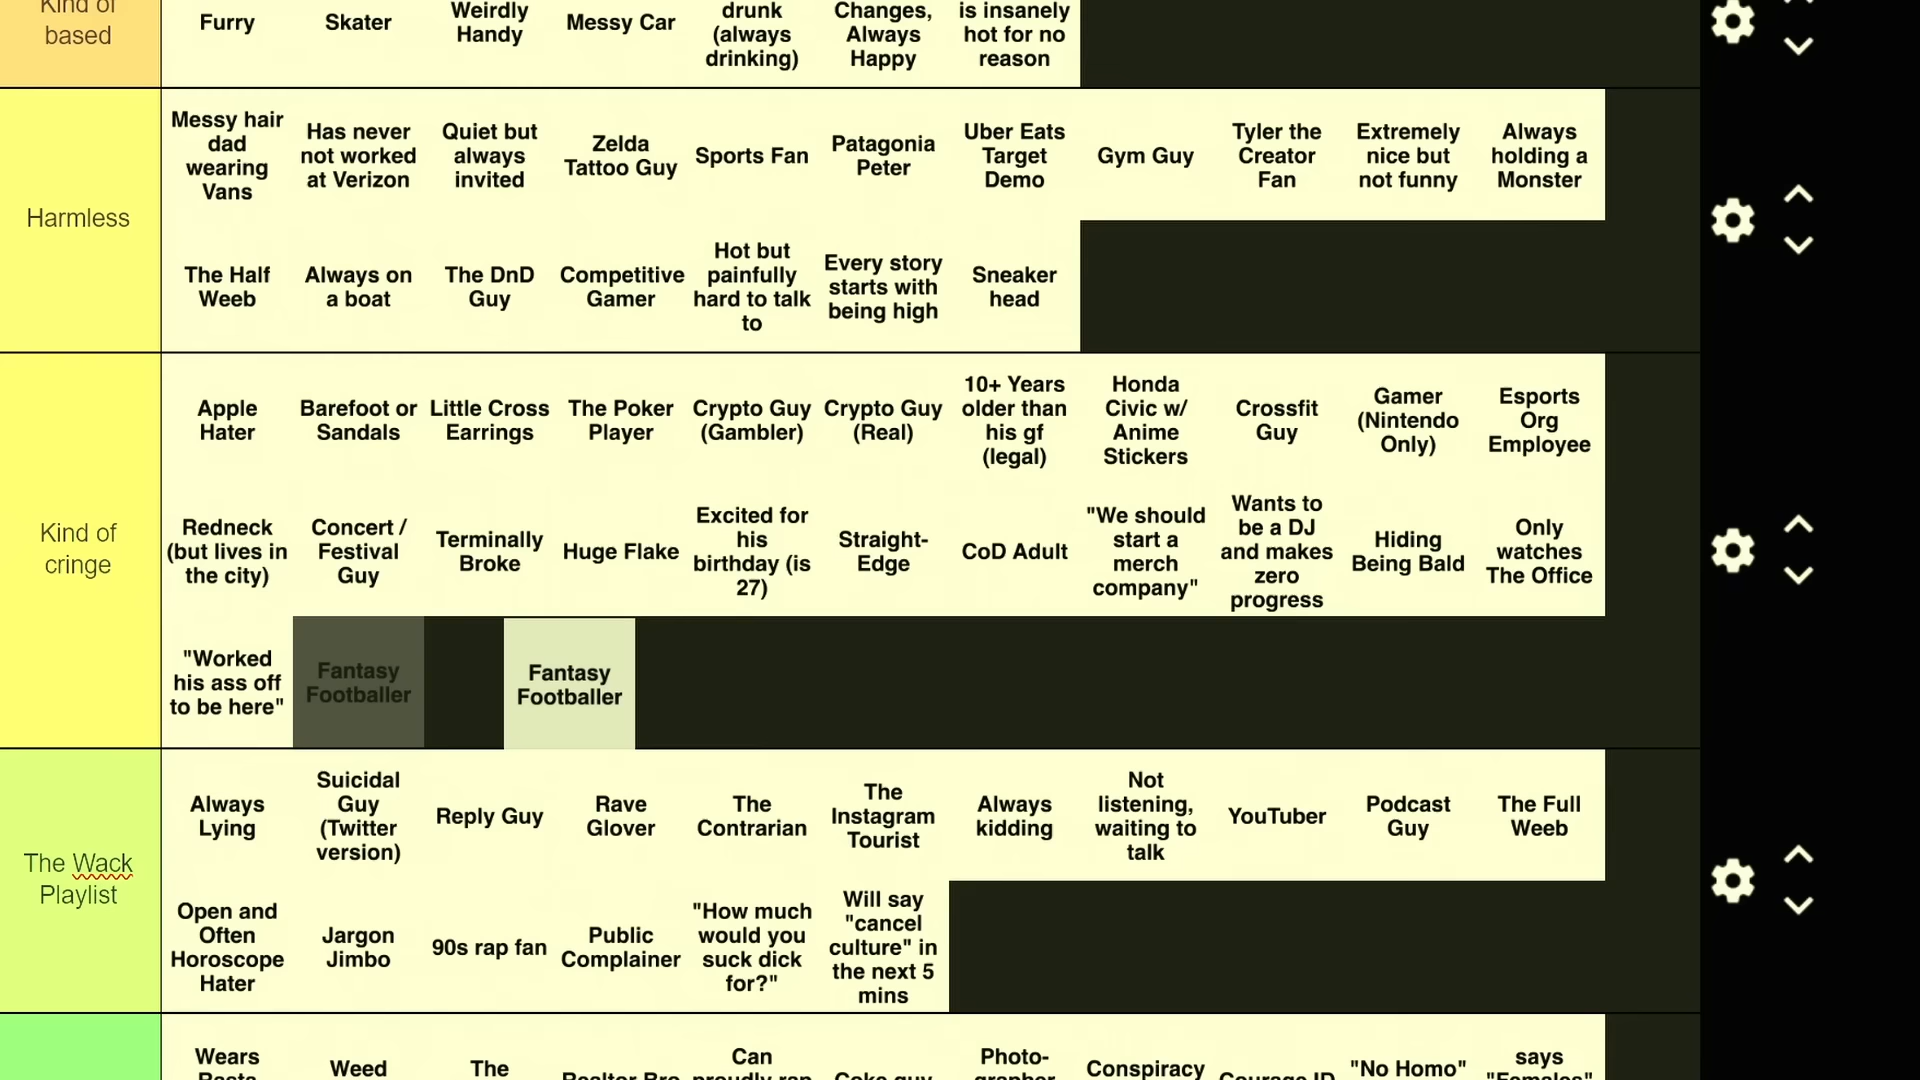 Kind of
based
Furry
Skater
Weirdly
Handy
Messy Car
drunk
(always
drinking)
Changes,
Always
Happy
is insanely
hot for no
reason
Harmless
Messy hair
dad
wearing
Vans
Has never
not worked
at Verizon
Quiet but
always
invited
Zelda
Tattoo Guy
Sports Fan
Patagonia
Peter
Uber Eats
Target
Demo
Gym Guy
Tyler the
Creator
Fan
Extremely
nice but
not funny
Always
holding a
Monster
The Half
Weeb
Always on
a boat
The DnD
Guy
Competitive
Gamer
Hot but
painfully
hard to talk
to
Every story
starts with
being high
Sneaker
head
Kind of
cringe
Apple
Hater
Barefoot or
Sandals
Little Cross
Earrings
The Poker
Player
Crypto Guy
(Gambler)
Crypto Guy
(Real)
10+ Years
older than
his gf
(legal)
Honda
Civic w/
Anime
Stickers
Crossfit
Guy
Gamer
(Nintendo
Only)
Esports
Org
Employee
Redneck
(but lives in
the city)
Concert /
Festival
Guy
Terminally
Broke
Huge Flake
Excited for
his
birthday (is
27)
Straight-
Edge
CoD Adult
"We should
start a
merch
company"
Wants to
be a DJ
and makes
zero
progress
Hiding
Being Bald
Only
watches
The Office
"Worked
his ass off
to be here"
Fantasy
Footballer
Fantasy
Footballer
The Wack
Playlist
Always
Lying
Suicidal
Guy
(Twitter
version)
Reply Guy
Rave
Glover
The
Contrarian
The
Instagram
Tourist
Always
kidding
Not
listening,
waiting to
talk
YouTuber
Podcast
Guy
The Full
Weeb
Open and
Often
Horoscope
Hater
Jargon
Jimbo
90s rap fan
Public
Complainer
"How much
would you
suck dick
for?"
Will say
"cancel
culture" in
the next 5
mins
Wears
Weed
The
Realtor Bro
Can
proudly rap
Coke guy
Photo-
grapher
Conspiracy
"No Homo"
says
"Females"